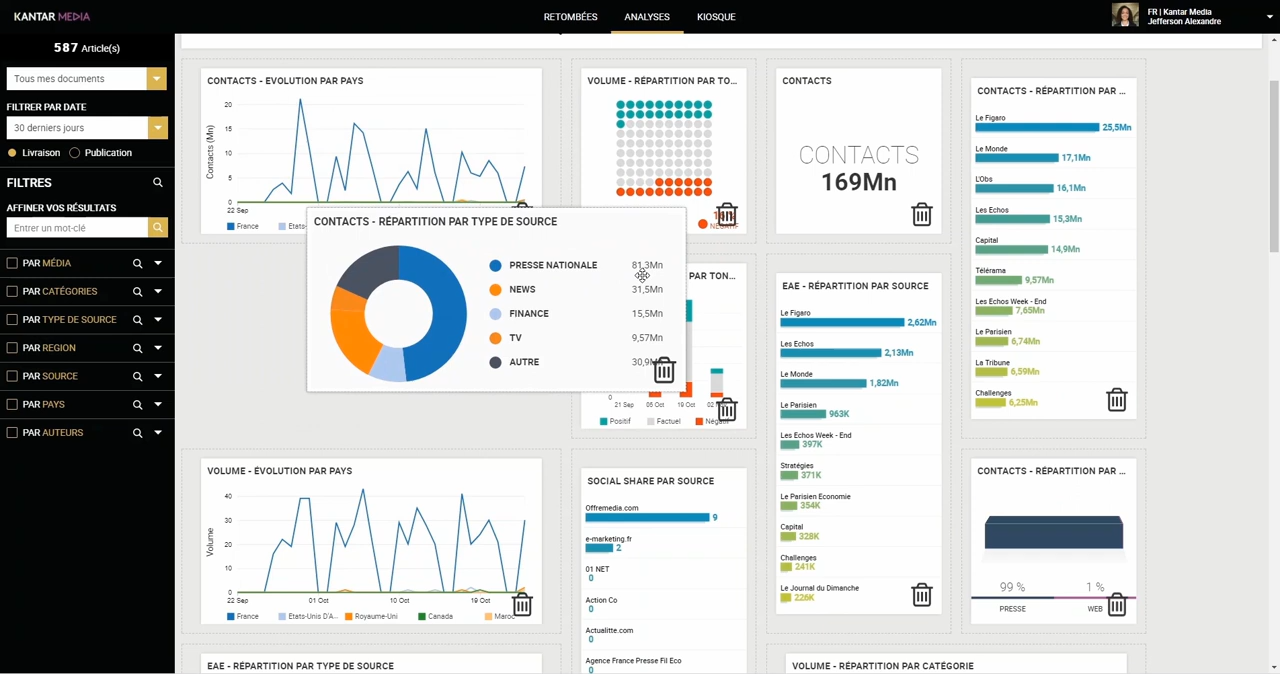 KANTAR MEDIA
RETOMBÉES
ANALYSES
KIOSQUE
FR | Kantar Media
Jefferson Alexandre
587 Article(s)
Tous mes documents
FILTRER PAR DATE
30 derniers jours
Livraison
Publication
FILTRES
AFFINER VOS RÉSULTATS
Entrer un mot-clé
PAR MÉDIA
PAR CATÉGORIES
PAR TYPE DE SOURCE
PAR REGION
PAR SOURCE
PAR PAYS
PAR AUTEURS
CONTACTS - EVOLUTION PAR PAYS
Contacts (Mn)
20
15
10
5
0
22 Sep
France
VOLUME - RÉPARTITION PAR TO...
CONTACTS
CONTACTS
169Mn
CONTACTS - RÉPARTITION PAR ...
Le Figaro
25,5Mn
Le Monde
17,1Mn
L'Obs
16,1Mn
Les Echos
15,3Mn
Capital
14,9Mn
Télérama
9,57Mn
Les Echos Week - End
7,65Mn
Le Parisien
6,74Mn
La Tribune
6,59Mn
Challenges
6,25Mn
CONTACTS - RÉPARTITION PAR TYPE DE SOURCE
PRESSE NATIONALE 81,3Mn
NEWS 31,5Mn
FINANCE 15,5Mn
TV 9,57Mn
AUTRE
PAR TON...
0
21 Sep 05 Oct 19 Oct
Positif Factuel Négatif
EAE - RÉPARTITION PAR SOURCE
Le Figaro
2,62Mn
Les Echos
2,13Mn
Le Monde
1,82Mn
Le Parisien
963K
Les Echos Week - End
397K
Stratégies
371K
Le Parisien Economie
354K
Capital
328K
Challenges
241K
Le Journal du Dimanche
226K
VOLUME - ÉVOLUTION PAR PAYS
Volume
40
30
20
10
0
22 Sep 01 Oct 10 Oct 19 Oct
France Etats-Unis D'A... Royaume-Uni Canada Maroc
SOCIAL SHARE PAR SOURCE
Offremedia.com
9
e-marketing.fr
2
01 NET
0
Action Co
0
Actualitte.com
0
Agence France Presse Fil Eco
0
CONTACTS - RÉPARTITION PAR ...
99 % 1 %
PRESSE WEB
EAE - RÉPARTITION PAR TYPE DE SOURCE
VOLUME - RÉPARTITION PAR CATÉGORIE